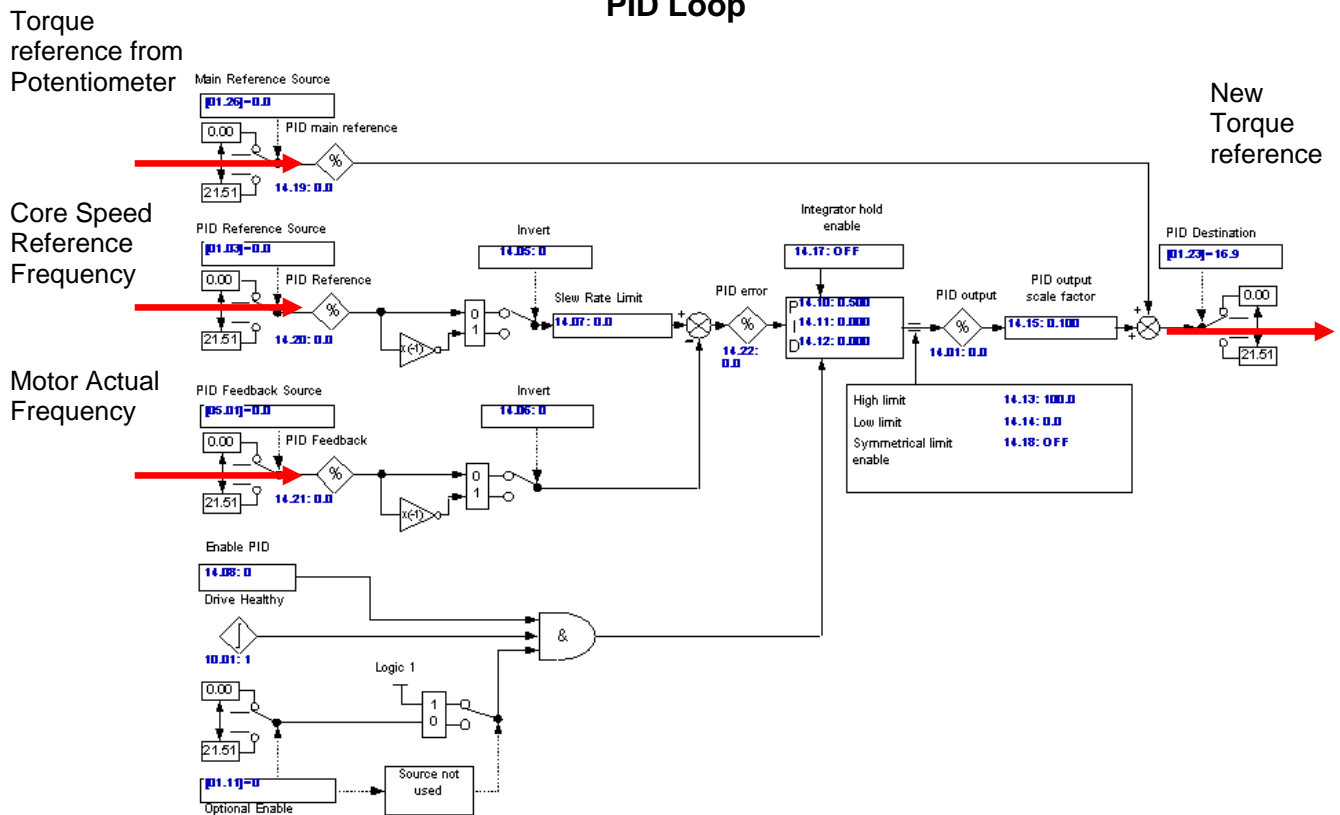 PID Loop
Torque
reference from
Potentiometer
Main Reference Source
[01.26]=0.0
0.00
PID main reference
%
21.51
14.19: 0.0
New
Torque
reference
Core Speed
Reference
Frequency
PID Reference Source
[01.03]=0.0
0.00
PID Reference
%
21.51
14.20: 0.0
Invert
14.05: 0
0
1
x(-1)
Slew Rate Limit
14.07: 0.0
+
-
PID error
%
14.22:
0.0
Integrator hold
enable
14.17: OFF
P 14.10: 0.500
I 14.11: 0.000
D 14.12: 0.000
PID output
%
14.01: 0.0
PID output
scale factor
14.15: 0.100
+
+
PID Destination
[01.23]=16.9
0.00
21.51
High limit 14.13: 100.0
Low limit 14.14: 0.0
Symmetrical limit 14.18: OFF
enable
Motor Actual
Frequency
PID Feedback Source
[05.01]=0.0
0.00
PID Feedback
%
21.51
14.21: 0.0
Invert
14.06: 0
0
1
x(-1)
Enable PID
14.08: 0
Drive Healthy
10.01: 1
&
Logic 1
1
0
0.00
21.51
[01.11]=0
Optional Enable
Source not
used